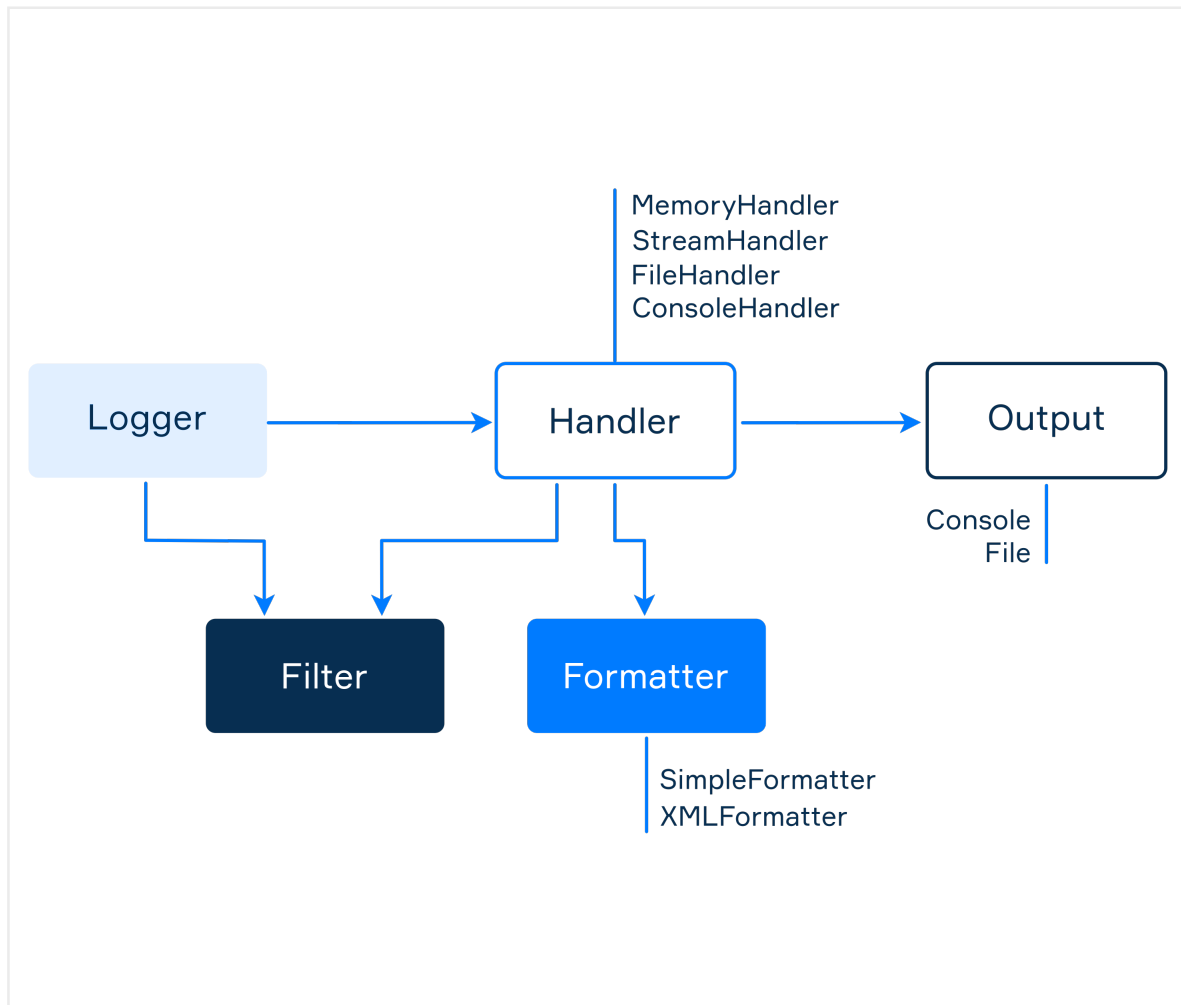 MemoryHandler
StreamHandler
FileHandler
ConsoleHandler
Logger
Handler
Output
Console
File
Filter
Formatter
SimpleFormatter
XMLFormatter